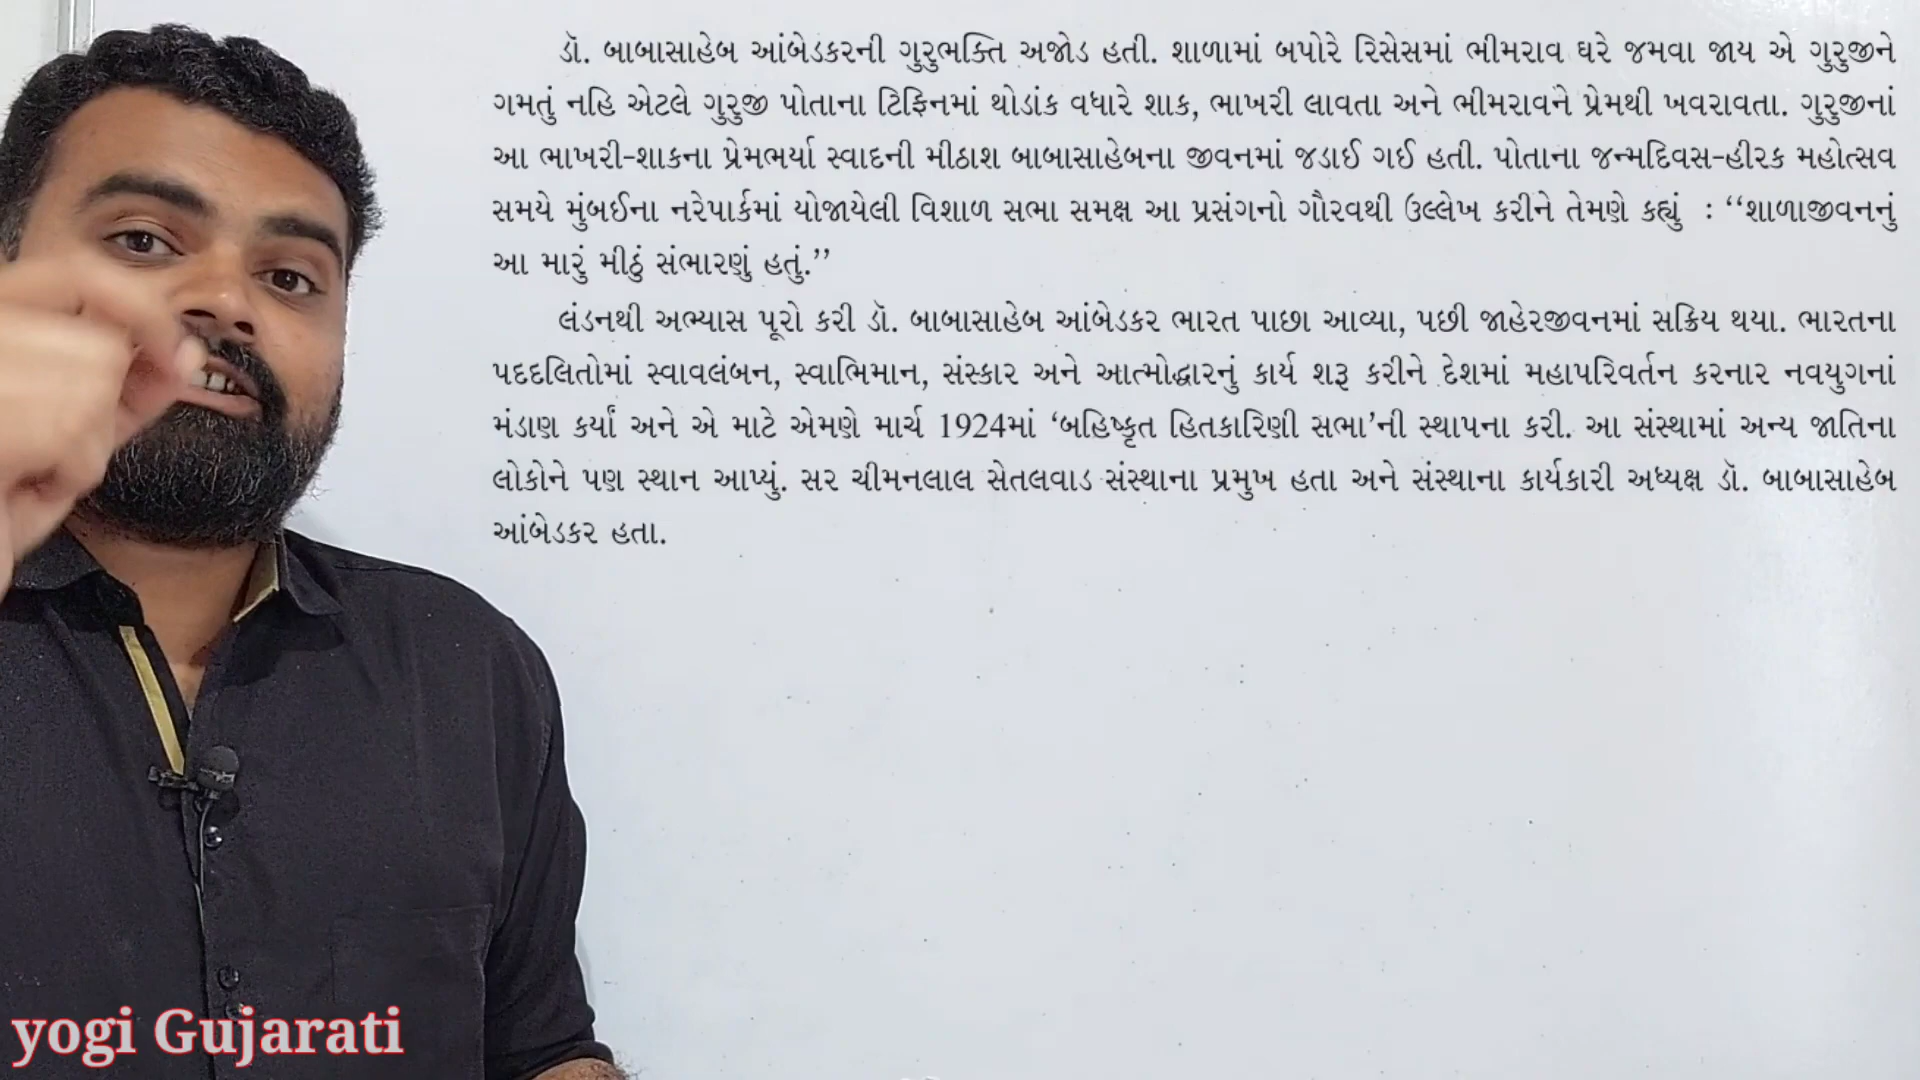 ડૉ. બાબાસાહેબ આંબેડકરની ગુરુભક્તિ અજોડ હતી. શાળામાં બપોરે રિસેસમાં ભીમરાવ ઘરે જમવા જાય એ ગુરુજીને
ગમતું નહિ એટલે ગુરુજી પોતાના ટિફિનમાં થોડાંક વધારે શાક, ભાખરી લાવતા અને ભીમરાવને પ્રેમથી ખવરાવતા. ગુરુજીનાં
આ ભાખરી-શાકના પ્રેમભર્યા સ્વાદની મીઠાશ બાબાસાહેબના જીવનમાં જડાઈ ગઈ હતી. પોતાના જન્મદિવસ-હીરક મહોત્સવ
સમયે મુંબઈના નરેપાર્કમાં યોજાયેલી વિશાળ સભા સમક્ષ આ પ્રસંગનો ગૌરવથી ઉલ્લેખ કરીને તેમણે કહ્યું : ‘‘શાળાજીવનનું
આ મારું મીઠું સંભારણું હતું.’’
લંડનથી અભ્યાસ પૂરો કરી ડૉ. બાબાસાહેબ આંબેડકર ભારત પાછા આવ્યા, પછી જાહેરજીવનમાં સક્રિય થયા. ભારતના
પદદલિતોમાં સ્વાવલંબન, સ્વાભિમાન, સંસ્કાર અને આત્મોદ્ધારનું કાર્ય શરૂ કરીને દેશમાં મહાપરિવર્તન કરનાર નવયુગનાં
મંડાણ કર્યાં અને એ માટે એમણે માર્ચ 1924માં ‘બહિષ્કૃત હિતકારિણી સભા’ની સ્થાપના કરી. આ સંસ્થામાં અન્ય જાતિના
લોકોને પણ સ્થાન આપ્યું. સર ચીમનલાલ સેતલવાડ સંસ્થાના પ્રમુખ હતા અને સંસ્થાના કાર્યકારી અધ્યક્ષ ડૉ. બાબાસાહેબ
આંબેડકર હતા.
yogi Gujarati